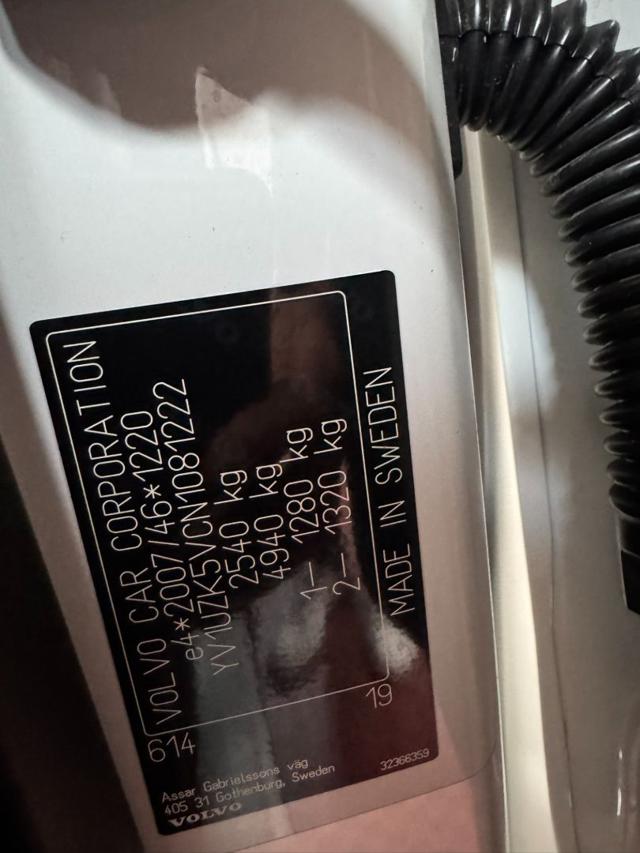 VOLVO CAR CORPORATION
e4*2007/46*1220
YV1UZK5VCN1081222
2540 kg
4940 kg
1— 1280 kg
2— 1320 kg
MADE IN SWEDEN
614
19
Assar Gabrielssons väg
405 31 Gothenburg, Sweden
VOLVO
32366359